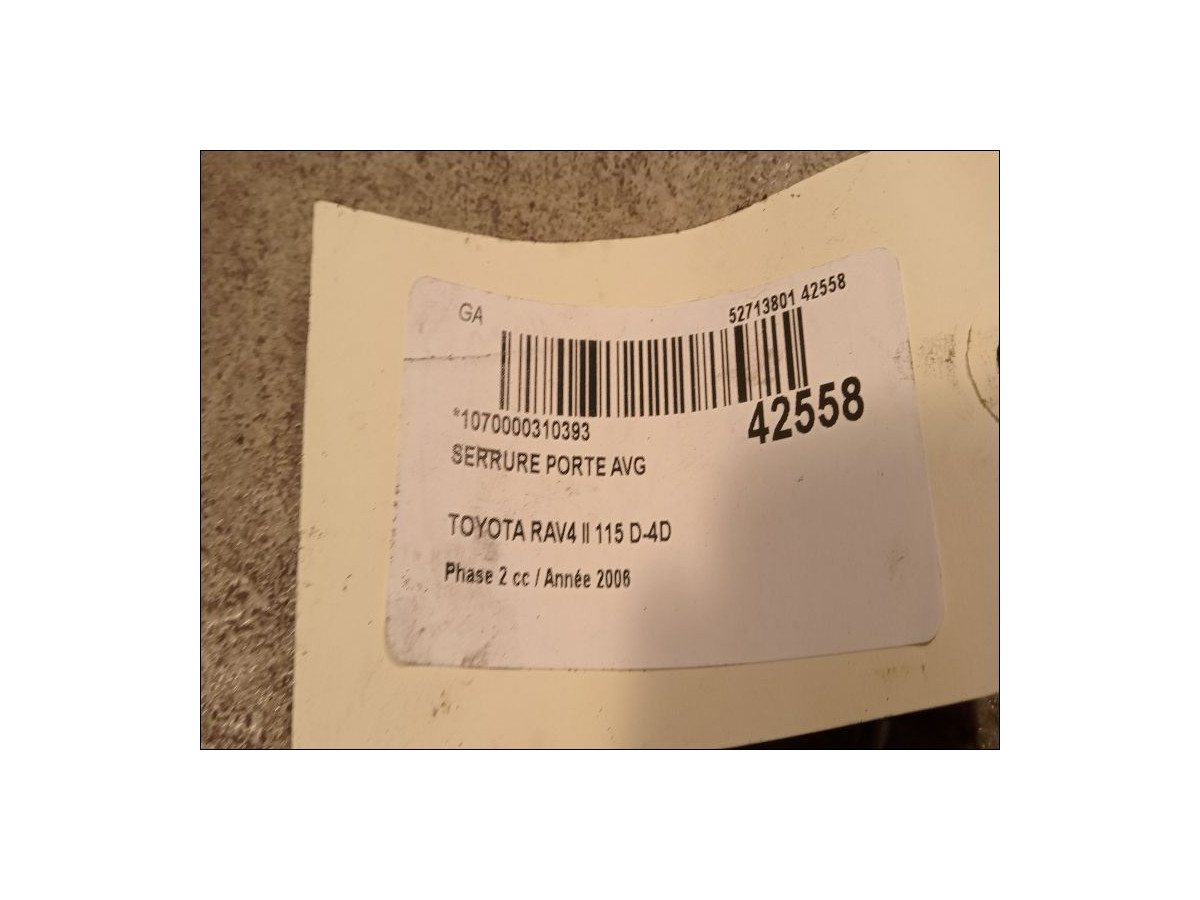 GA
52713801 42558
*1070000310393
42558
SERRURE PORTE AVG
TOYOTA RAV4 II 115 D-4D
Phase 2 cc / Année 2006